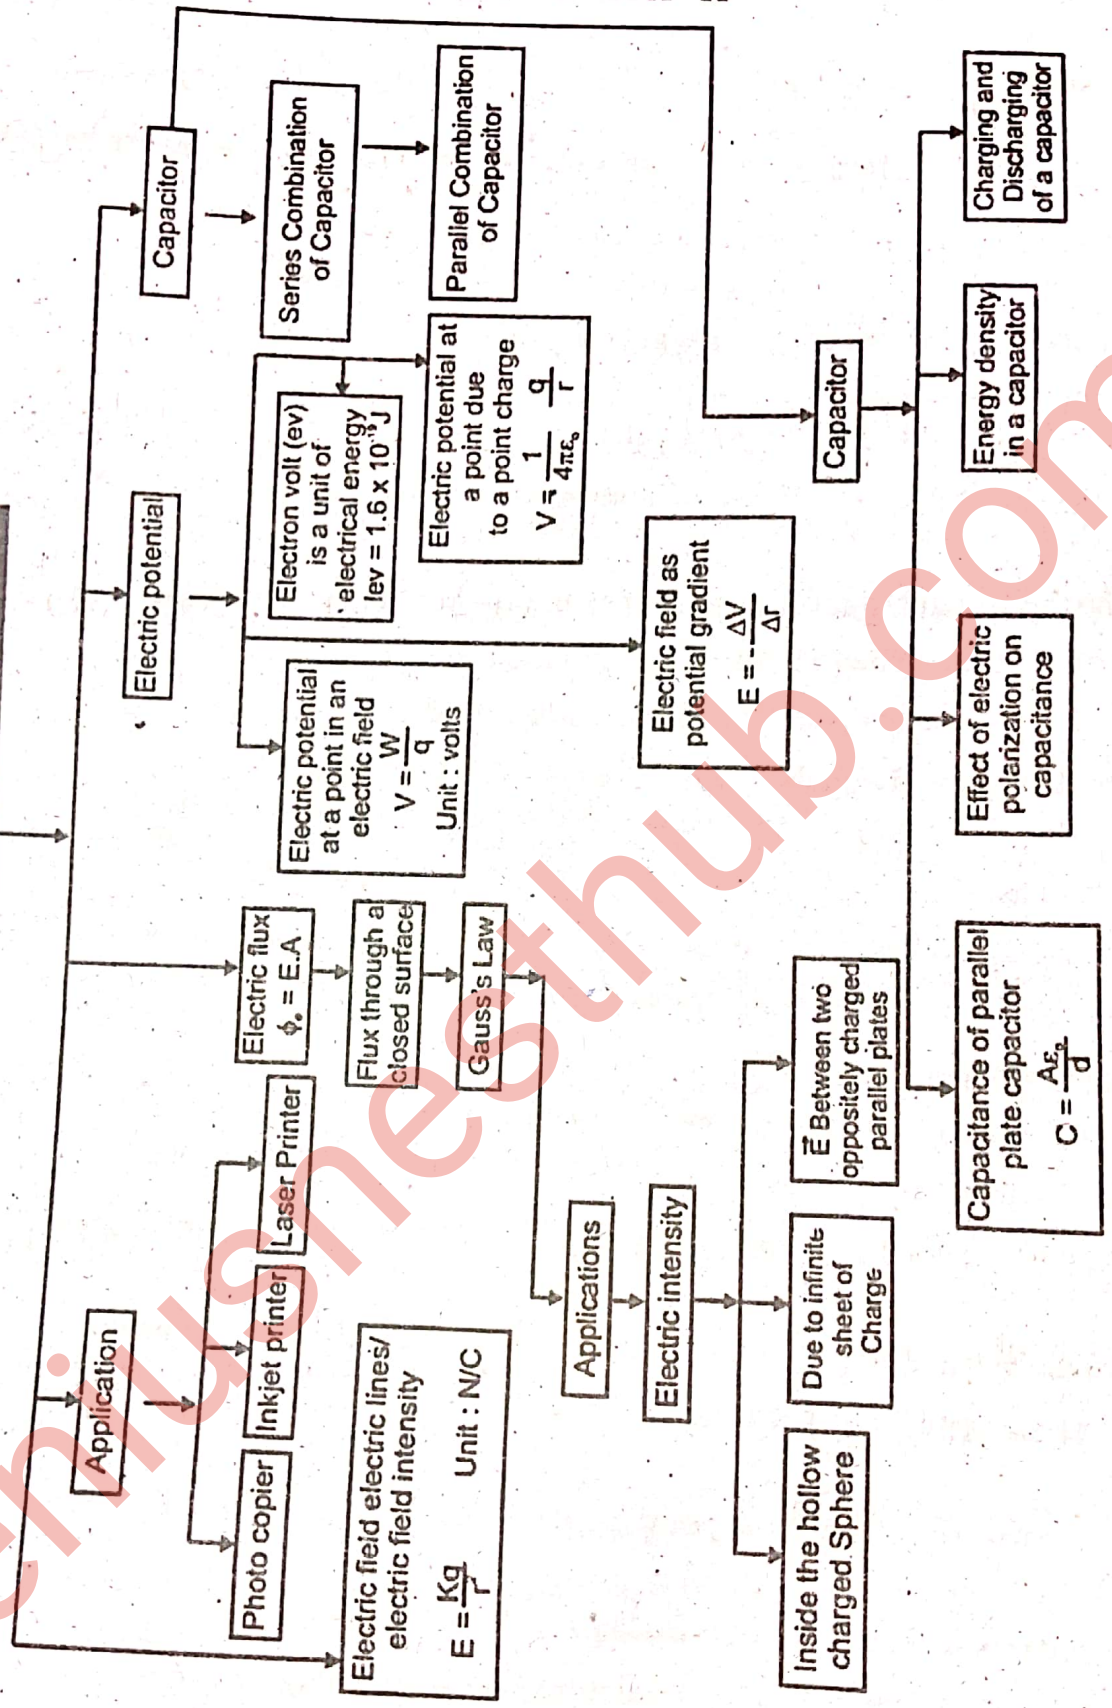 Application
Photo copier
Inkjet printer
Laser Printer
Electric field electric lines/
electric field intensity
E = Kq/r Unit : N/C
Electric flux
ϕₑ = E.A
Flux through a
closed surface
Gauss's Law
Applications
Electric intensity
Inside the hollow
charged Sphere
Due to infinite
sheet of
Charge
E⃗ Between two
oppositely charged
parallel plates
Electric potential
Electric potential
at a point in an
electric field
V = W/q
Unit : volts
Electron volt (ev)
is a unit of
electrical energy
lev = 1.6 x 10⁻¹⁹J
Electric potential at
a point due
to a point charge
V = 1/4πε₀ q/r
Electric field as
potential gradient
E = -ΔV/Δr
Capacitor
Series Combination
of Capacitor
Parallel Combination
of Capacitor
Capacitor
Capacitance of parallel
plate capacitor
C = Aε₀/d
Effect of electric
polarization on
capacitance
Energy density
in a capacitor
Charging and
Discharging
of a capacitor
eniusnesthub.com